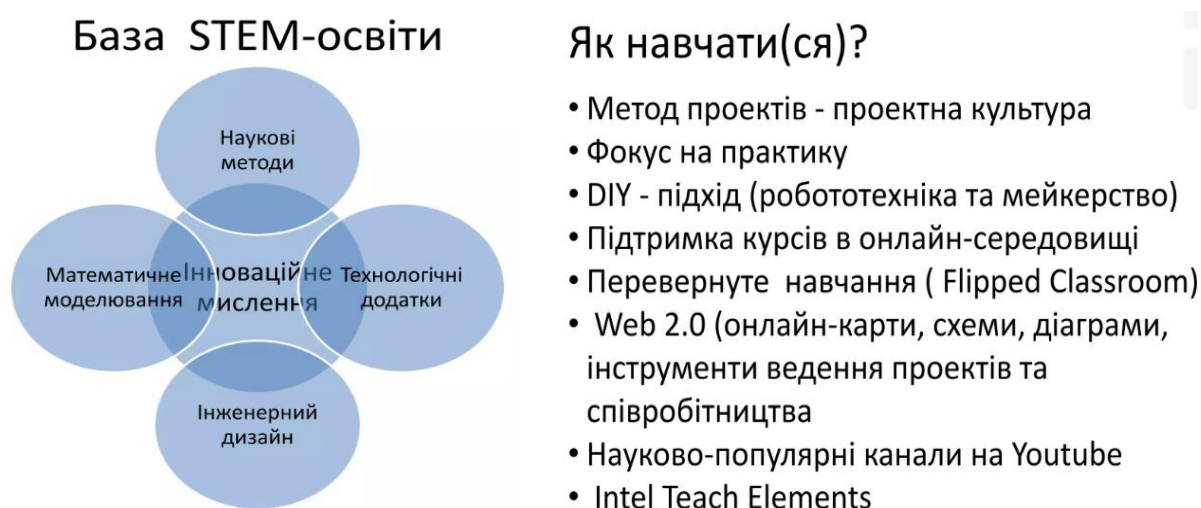 База STEM-освіти
Наукові
методи
Математичне
моделювання
Інноваційне
мислення
Технологічні
додатки
Інженерний
дизайн
Як навчати(ся)?
• Метод проектів - проектна культура
• Фокус на практику
• DIY - підхід (робототехніка та мейкерство)
• Підтримка курсів в онлайн-середовищі
• Перевернуте навчання ( Flipped Classroom)
• Web 2.0 (онлайн-карти, схеми, діаграми,
інструменти ведення проектів та
співробітництва
• Науково-популярні канали на Youtube
• Intel Teach Elements